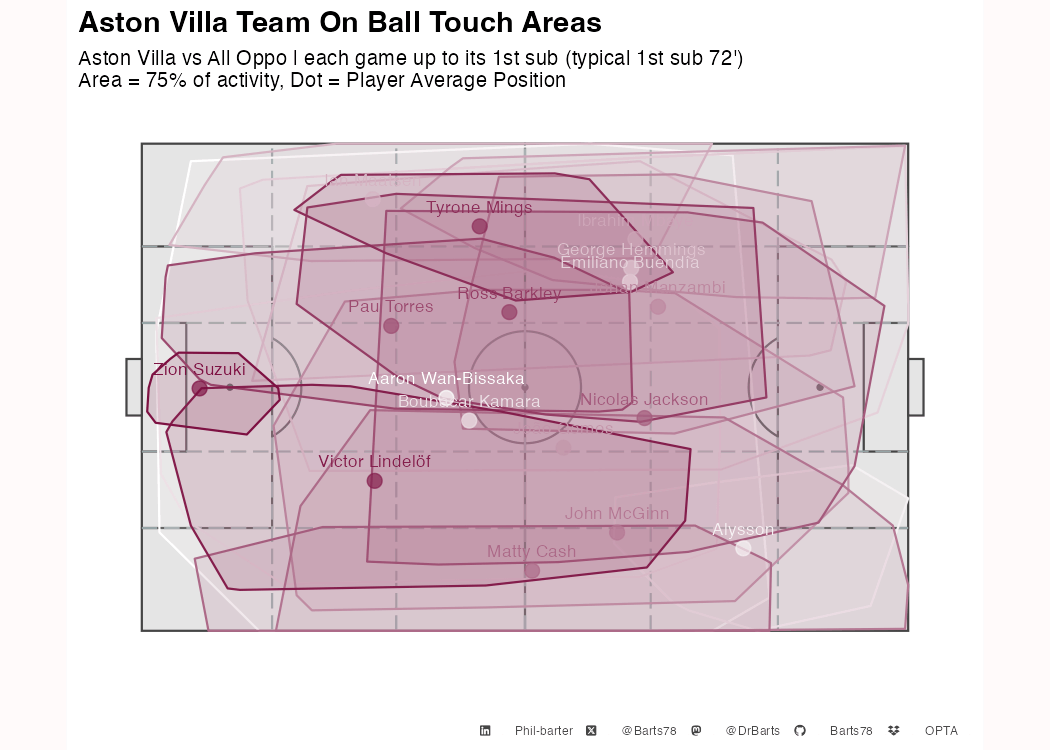 Aston Villa Team On Ball Touch Areas
Aston Villa vs All Oppo I each game up to its 1st sub (typical 1st sub 72')
Area = 75% of activity, Dot = Player Average Position
Tyrone Mings
George Hemmings
Emiliano Buendía
Ross Barkley
Pau Torres
Zion Suzuki
Aaron Wan-Bissaka
Boubacar Kamara
Nicolas Jackson
Victor Lindelöf
John McGinn
Alysson
Matty Cash
Phil-barter
@Barts78
@DrBarts
Barts78
OPTA